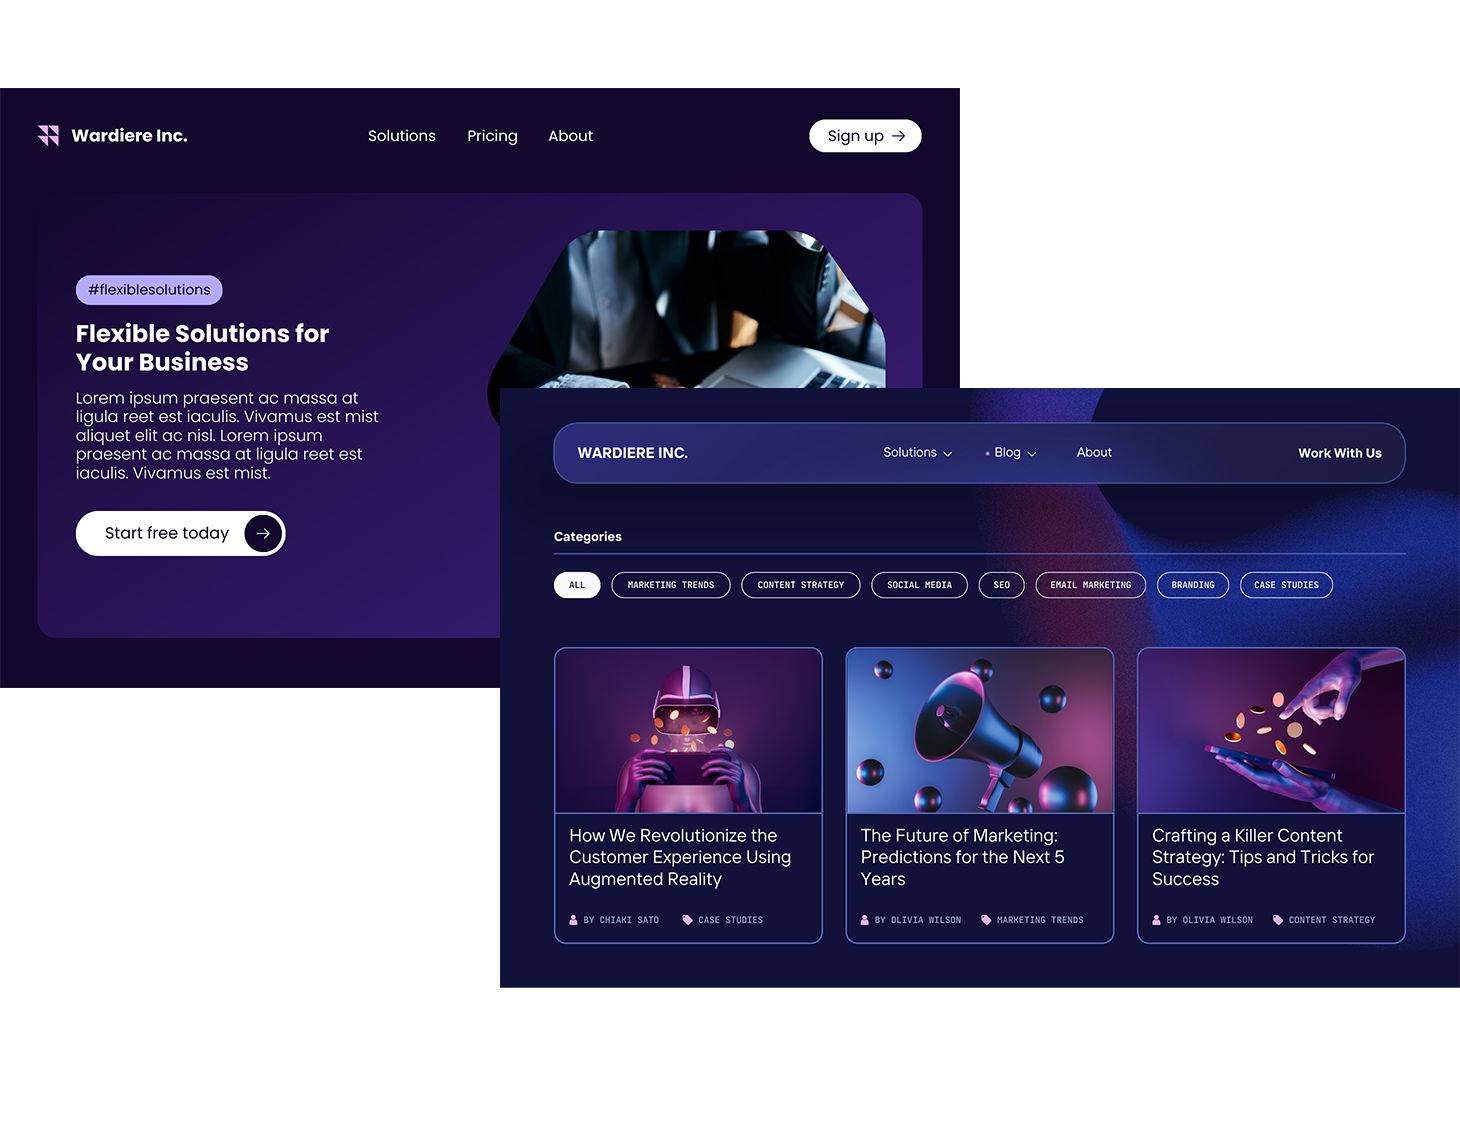 Wardiere Inc.
Solutions
Pricing
About
Sign up
#flexiblesolutions
Flexible Solutions for
Your Business
Lorem ipsum praesent ac massa at
ligula reet est iaculis. Vivamus est mist
aliquet elit ac nisl. Lorem ipsum
praesent ac massa at ligula reet est
iaculis. Vivamus est mist.
Start free today
WARDIERE INC.
Solutions
Blog
About
Work With Us
Categories
ALL
MARKETING TRENDS
CONTENT STRATEGY
SOCIAL MEDIA
SEO
EMAIL MARKETING
BRANDING
CASE STUDIES
How We Revolutionize the
Customer Experience Using
Augmented Reality
BY CHIAKI SATO
CASE STUDIES
The Future of Marketing:
Predictions for the Next 5
Years
BY OLIVIA WILSON
MARKETING TRENDS
Crafting a Killer Content
Strategy: Tips and Tricks for
Success
BY OLIVIA WILSON
CONTENT STRATEGY